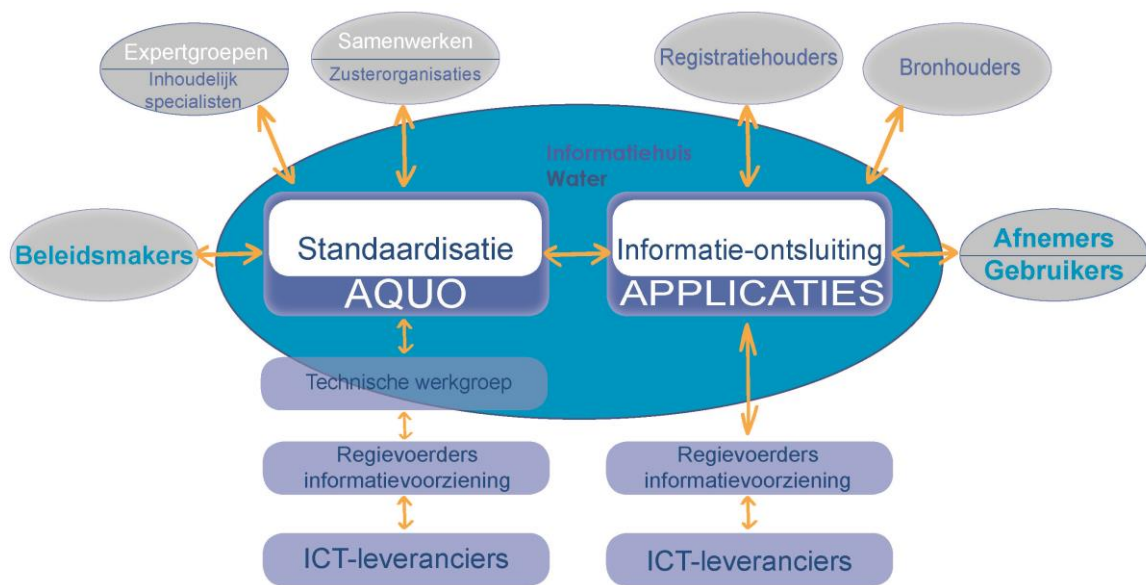 Expertgroepen
Inhoudelijk
specialisten
Samenwerken
Zusterorganisaties
Registratiehouders
Bronhouders
Informatiehuis
Water
Beleidsmakers
Standaardisatie
AQUO
Informatie-ontsluiting
APPLICATIES
Afnemers
Gebruikers
Technische werkgroep
Regievoerders
informatievoorziening
Regievoerders
informatievoorziening
ICT-leveranciers
ICT-leveranciers